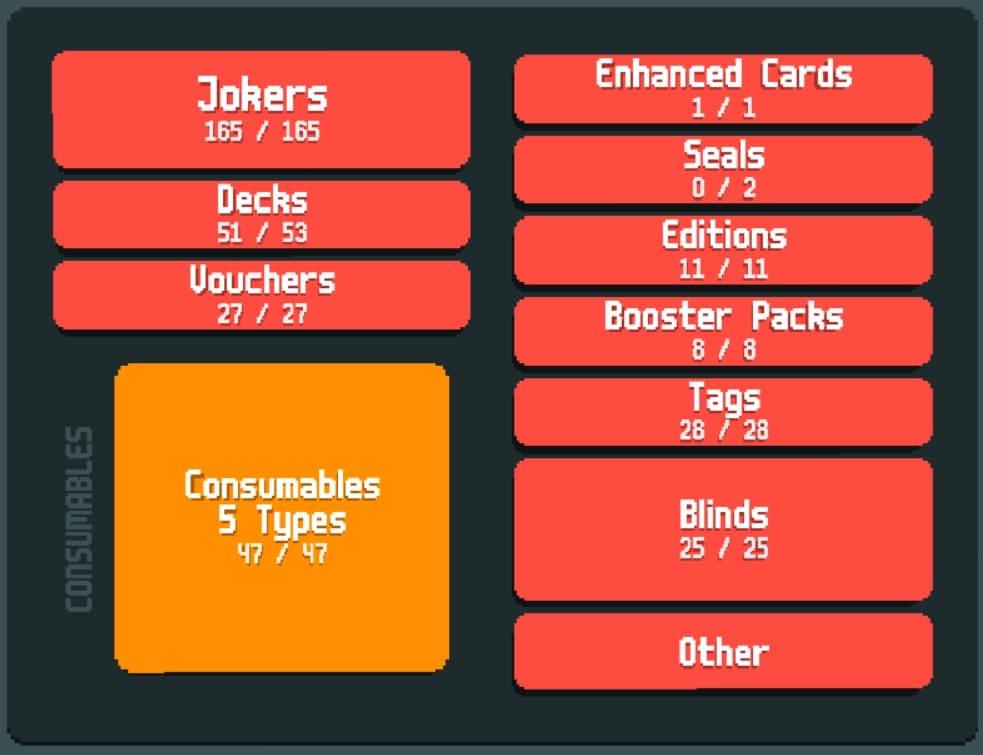 Jokers
165 / 165
Decks
51 / 53
Vouchers
27 / 27
CONSUMABLES
Consumables
5 Types
47 / 47
Enhanced Cards
1 / 1
Seals
0 / 2
Editions
11 / 11
Booster Packs
8 / 8
Tags
28 / 28
Blinds
25 / 25
Other